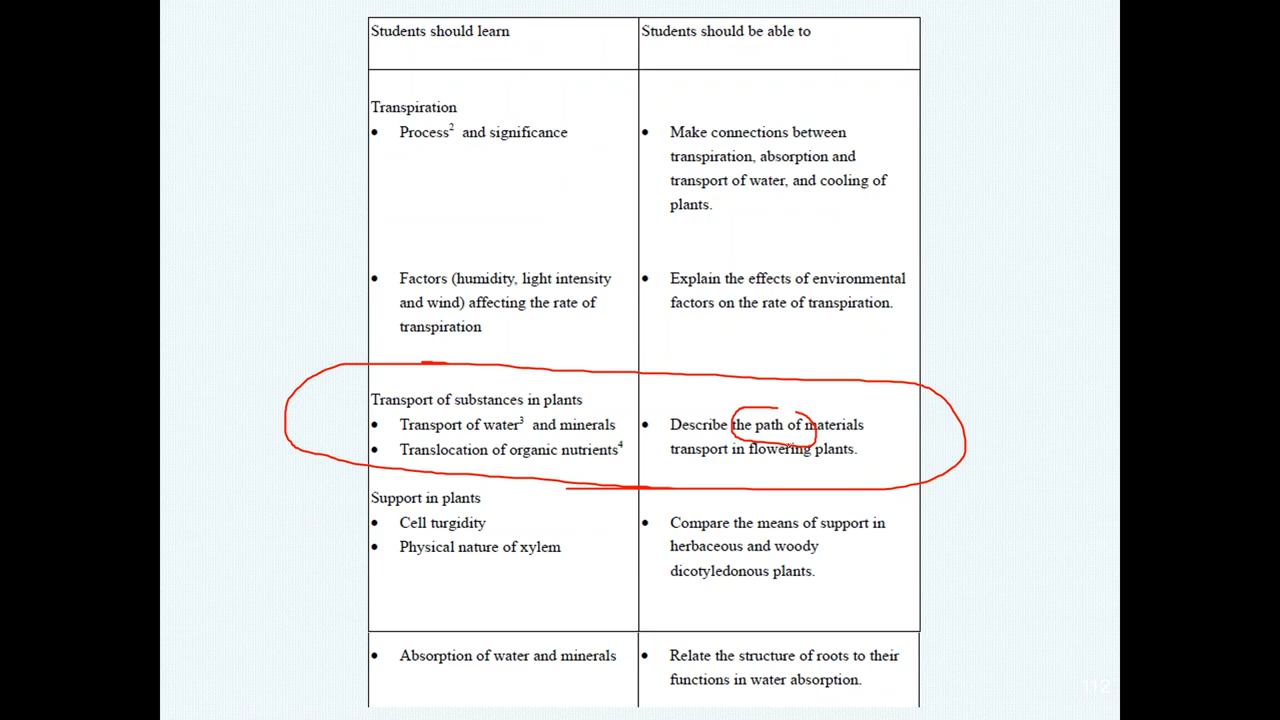 Students should learn
Students should be able to
Transpiration
• Process2 and significance
• Make connections between
transpiration, absorption and
transport of water, and cooling of
plants.
• Factors (humidity, light intensity
and wind) affecting the rate of
transpiration
• Explain the effects of environmental
factors on the rate of transpiration.
Transport of substances in plants
• Transport of water3 and minerals
• Translocation of organic nutrients4
• Describe the path of materials
transport in flowering plants.
Support in plants
• Cell turgidity
• Physical nature of xylem
• Compare the means of support in
herbaceous and woody
dicotyledonous plants.
• Absorption of water and minerals
• Relate the structure of roots to their
functions in water absorption.
112